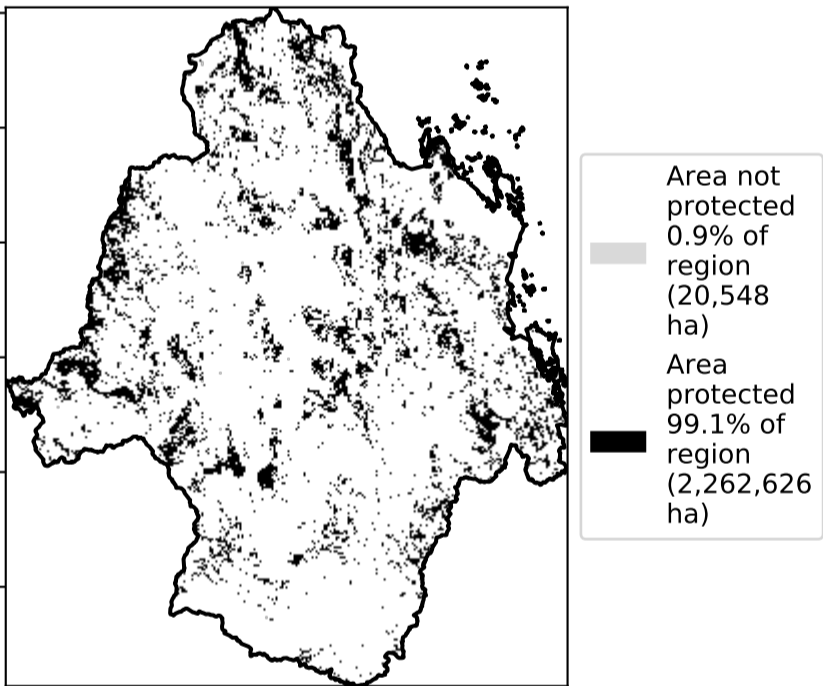 Area not
protected
0.9% of
region
(20,548
ha)
Area
protected
99.1% of
region
(2,262,626
ha)